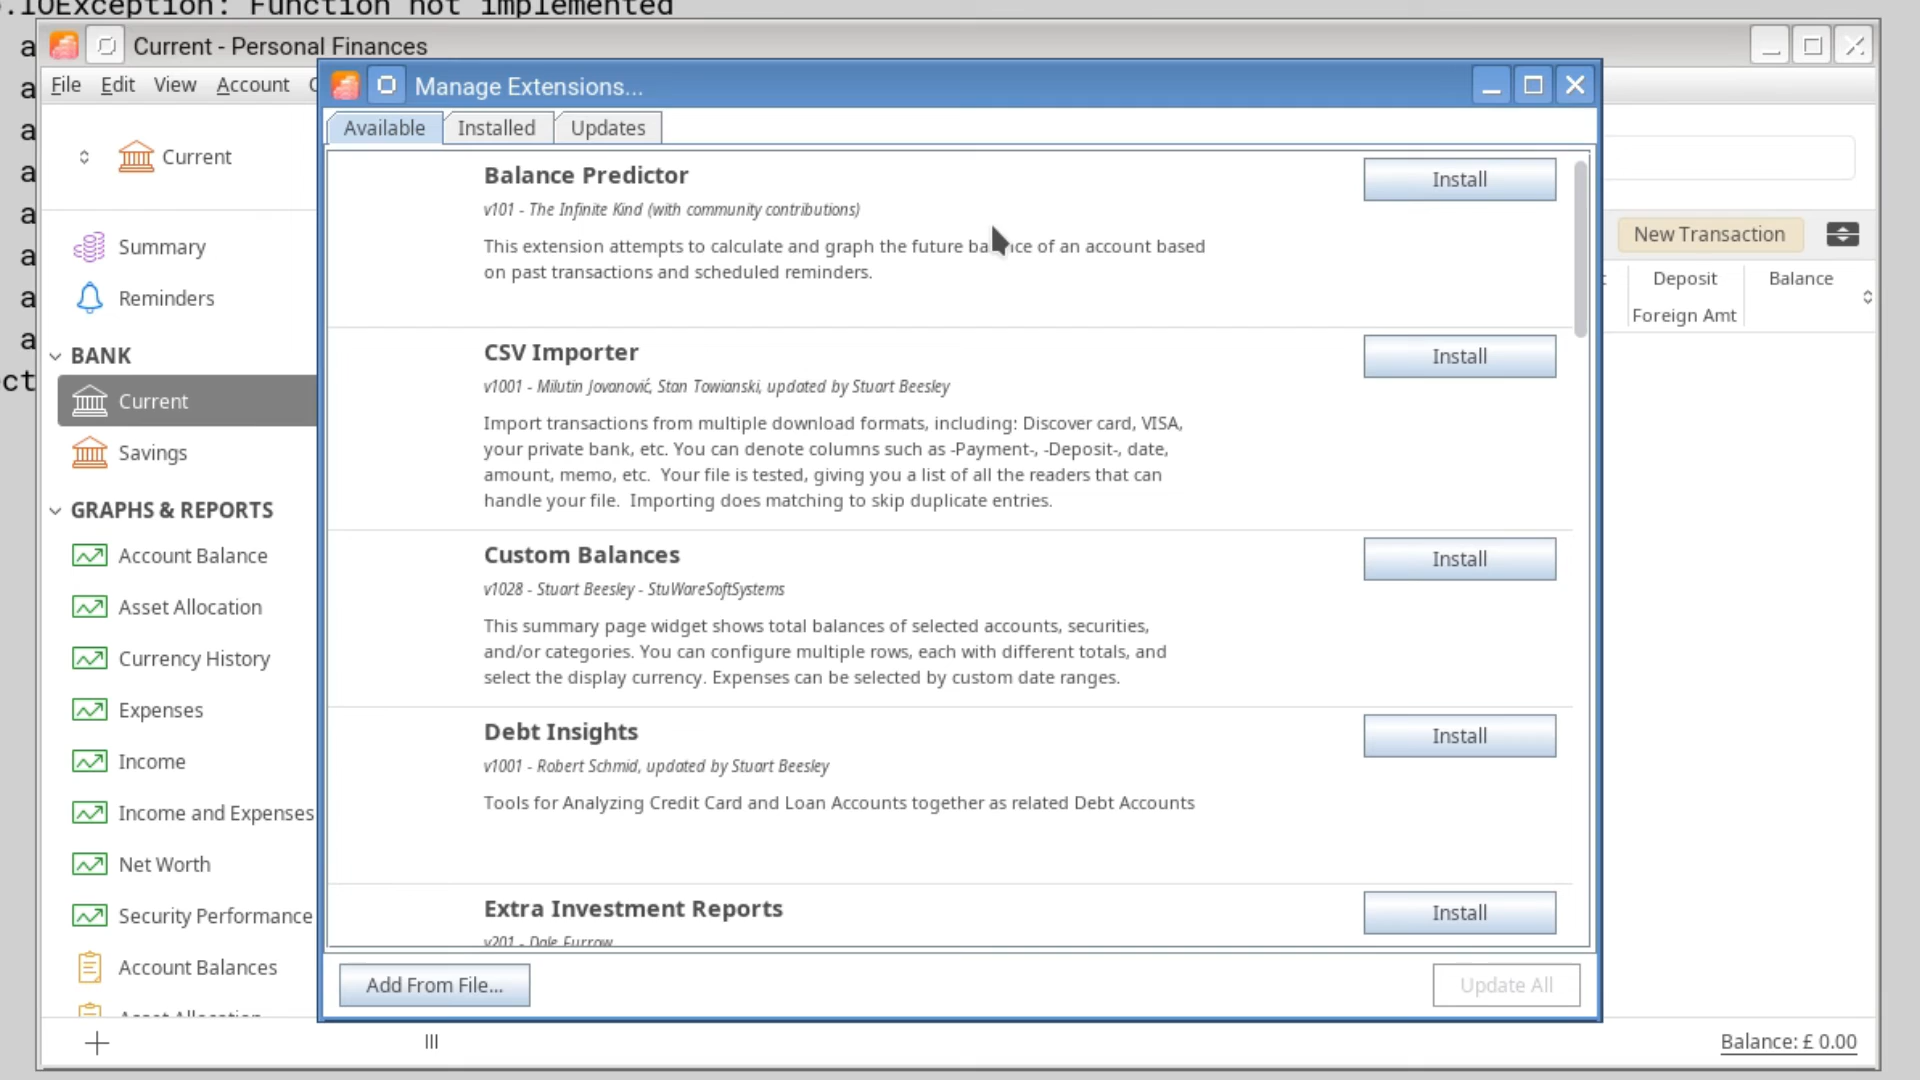 .IOException: Function not implemented
Current - Personal Finances
File Edit View Account
Manage Extensions...
Available Installed Updates
Current
Summary
Reminders
BANK
Current
Savings
GRAPHS & REPORTS
Account Balance
Asset Allocation
Currency History
Expenses
Income
Income and Expenses
Net Worth
Security Performance
Account Balances
Balance Predictor
Install
v101 - The Infinite Kind (with community contributions)
This extension attempts to calculate and graph the future balance of an account based
on past transactions and scheduled reminders.
CSV Importer
Install
v1001 - Milutin Jovanović, Stan Towianski, updated by Stuart Beesley
Import transactions from multiple download formats, including: Discover card, VISA,
your private bank, etc. You can denote columns such as -Payment-, -Deposit-, date,
amount, memo, etc.  Your file is tested, giving you a list of all the readers that can
handle your file.  Importing does matching to skip duplicate entries.
Custom Balances
Install
v1028 - Stuart Beesley - StuWareSoftSystems
This summary page widget shows total balances of selected accounts, securities,
and/or categories. You can configure multiple rows, each with different totals, and
select the display currency. Expenses can be selected by custom date ranges.
Debt Insights
Install
v1001 - Robert Schmid, updated by Stuart Beesley
Tools for Analyzing Credit Card and Loan Accounts together as related Debt Accounts
Extra Investment Reports
Install
v201 - Dale Furrow
Add From File...
Update All
New Transaction
Deposit
Balance
Foreign Amt
Balance: £ 0.00